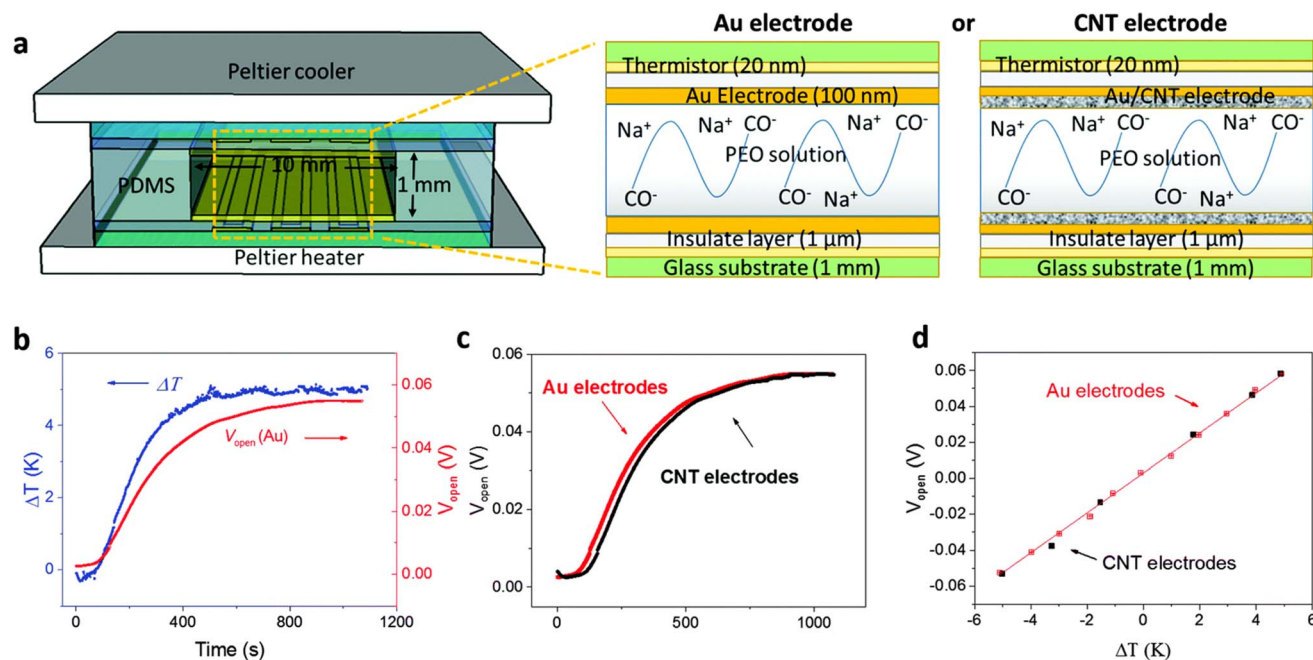 a
Peltier cooler
PDMS
10 mm
1 mm
Peltier heater
Au electrode
Thermistor (20 nm)
Au Electrode (100 nm)
Na⁺ Na⁺ CO⁻ Na⁺ CO⁻
PEO solution
CO⁻ CO⁻ Na⁺
Insulate layer (1 μm)
Glass substrate (1 mm)
or
CNT electrode
Thermistor (20 nm)
Au/CNT electrode
Na⁺ Na⁺ CO⁻ Na⁺ CO⁻
PEO solution
CO⁻ CO⁻ Na⁺
Insulate layer (1 μm)
Glass substrate (1 mm)
b
6
4
2
0
ΔT (K)
ΔT
V_open (Au)
0.06
0.04
0.02
0.00
V_open (V)
0 400 800 1200
Time (s)
c
0.06
0.04
0.02
0.00
V_open (V)
Au electrodes
CNT electrodes
0 500 1000
d
0.06
0.04
0.02
0.00
-0.02
-0.04
-0.06
V_open (V)
Au electrodes
CNT electrodes
-6 -4 -2 0 2 4 6
ΔT (K)